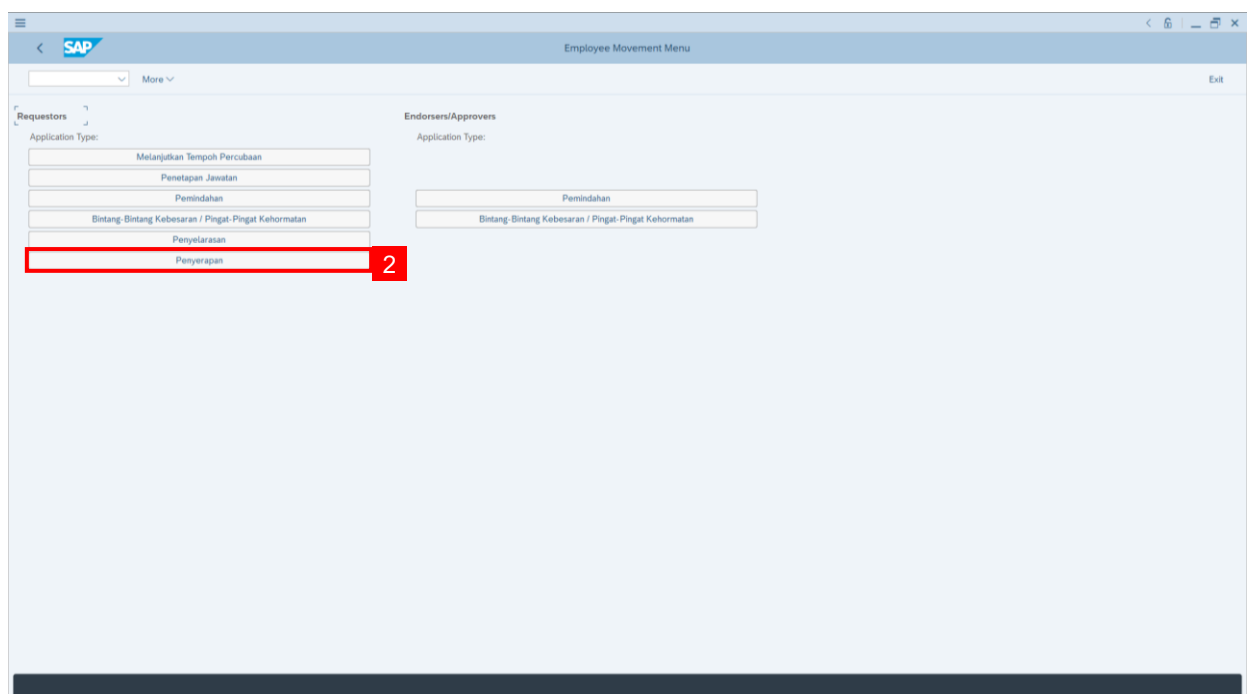 SAP
Employee Movement Menu
More
Exit
Requestors
Application Type:
Melanjutkan Tempoh Percubaan
Penetapan Jawatan
Pemindahan
Bintang-Bintang Kebesaran / Pingat-Pingat Kehormatan
Penyelarasan
Penyerapan
2
Endorsers/Approvers
Application Type:
Pemindahan
Bintang-Bintang Kebesaran / Pingat-Pingat Kehormatan